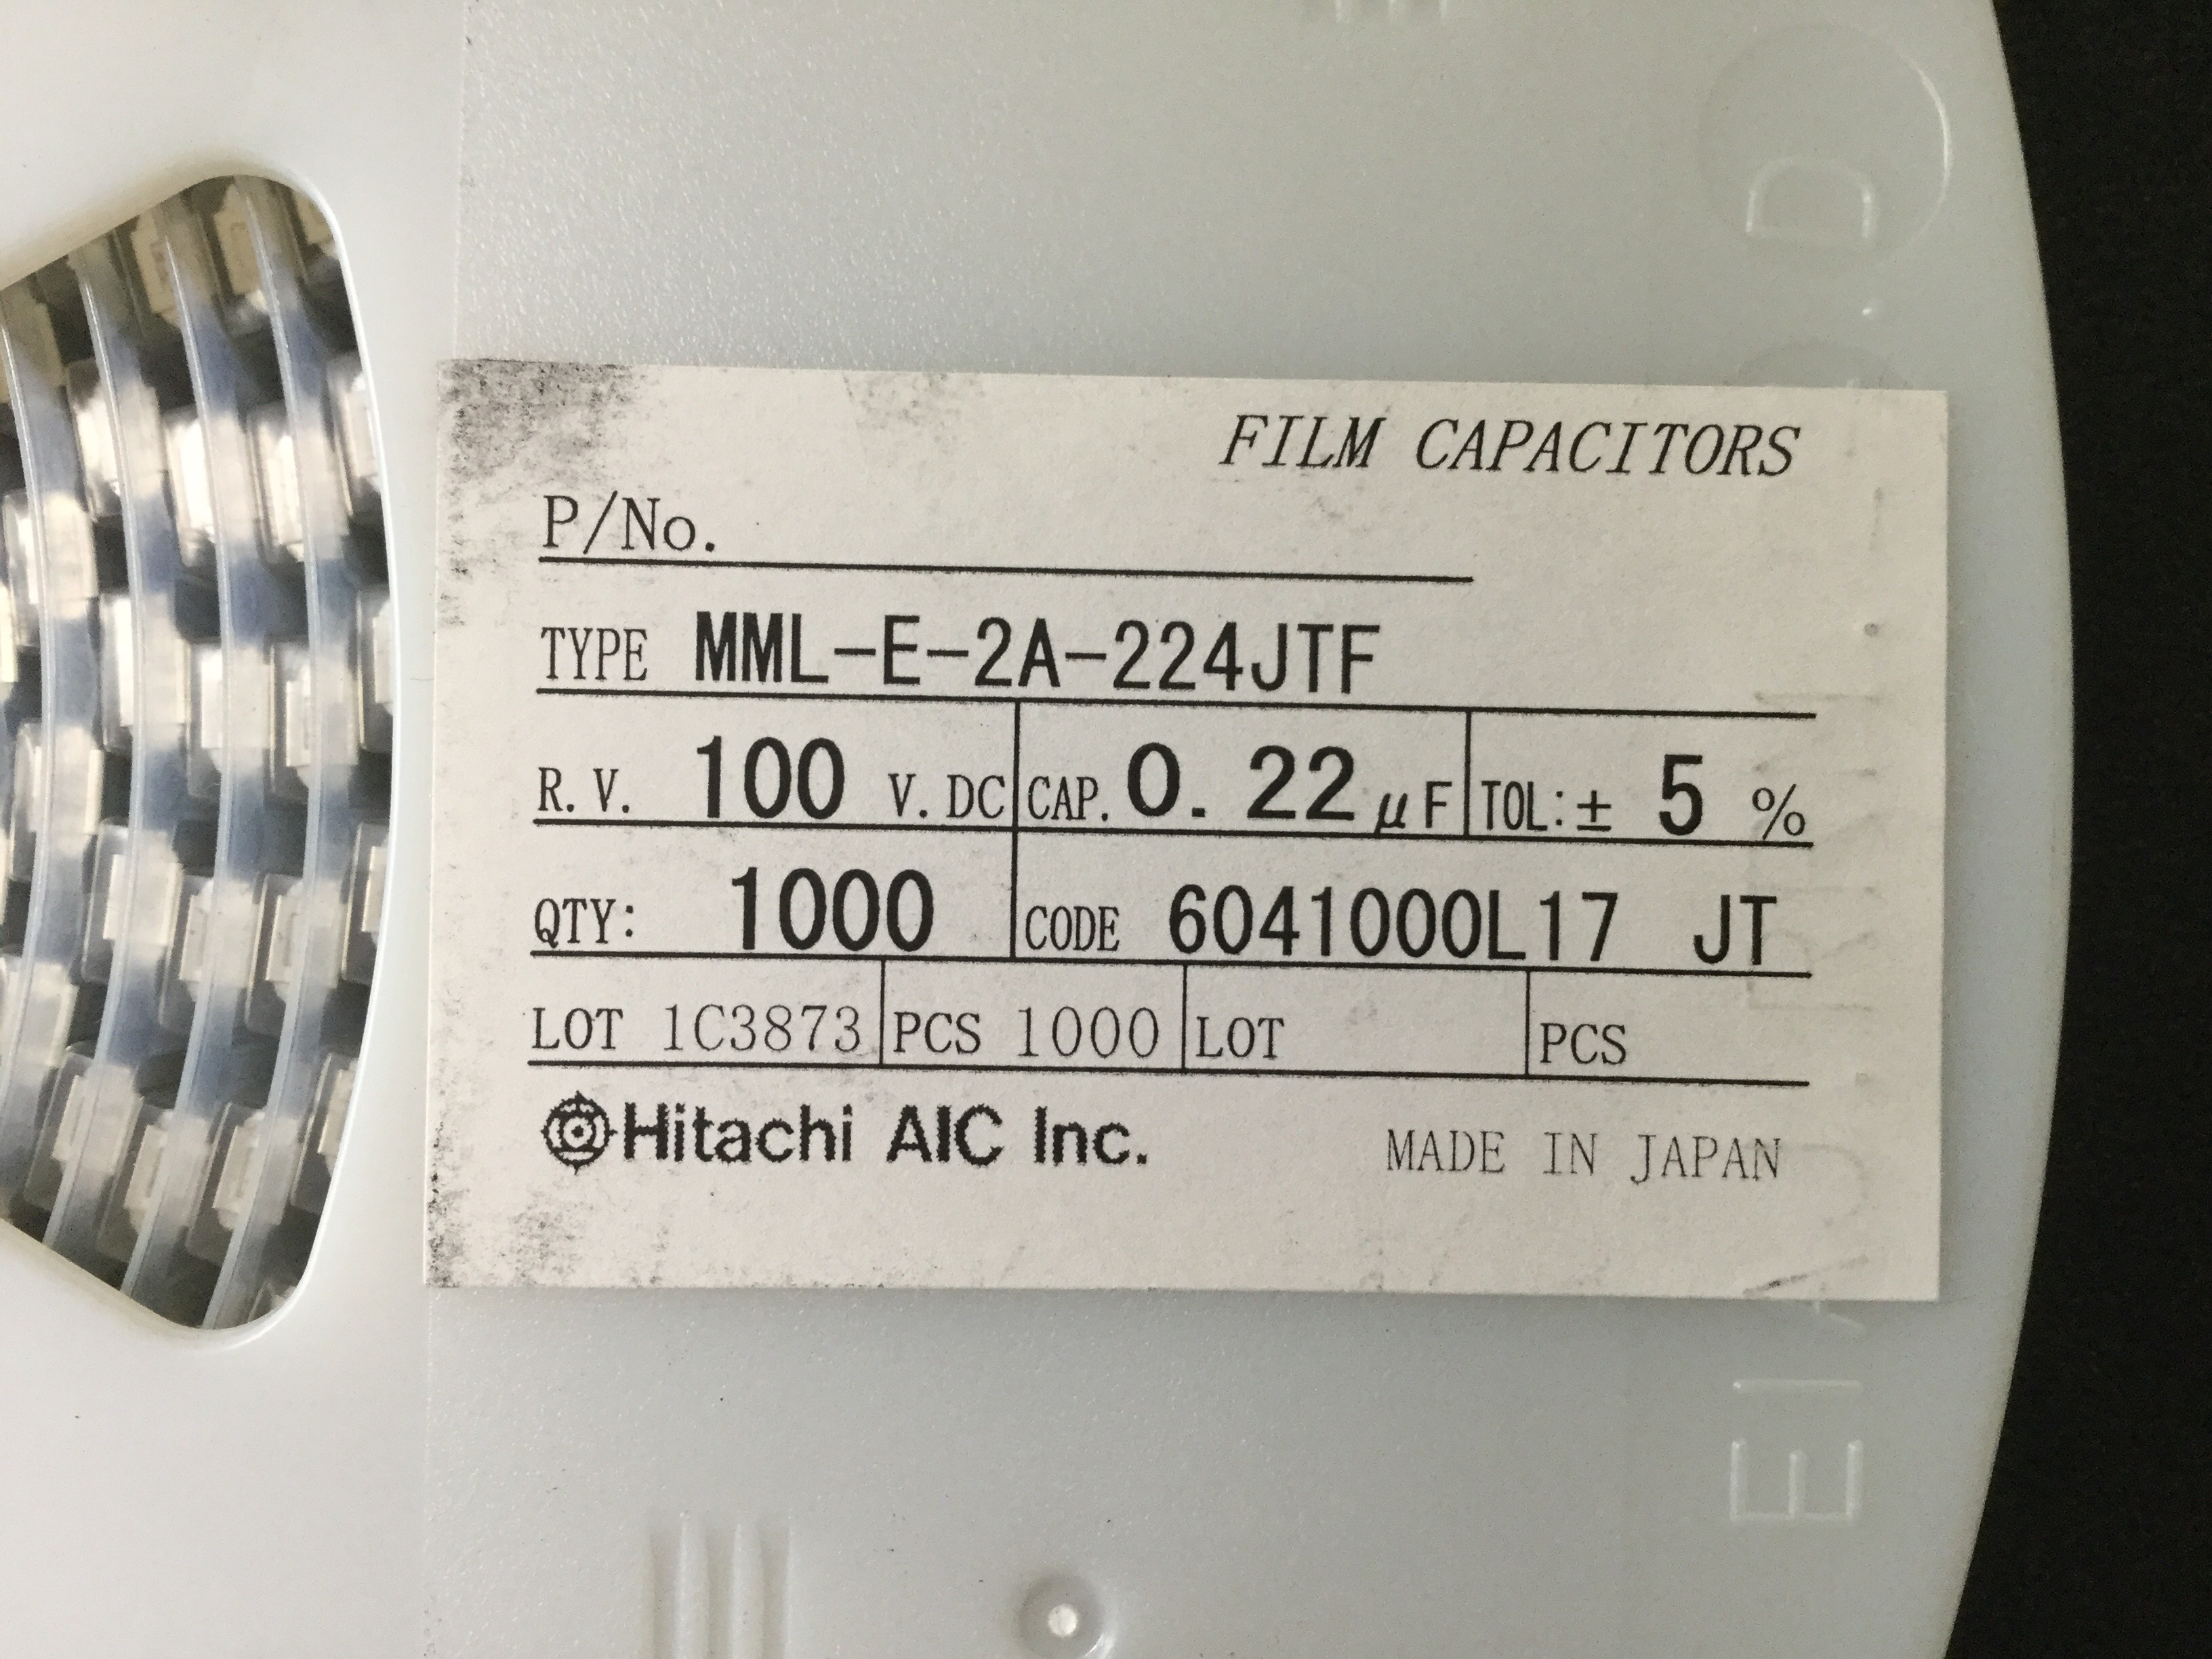 FILM CAPACITORS
P/No.
TYPE MML-E-2A-224JTF
R.V. 100 V.DC CAP. 0.22 μF TOL:± 5 %
QTY: 1000 CODE 6041000L17 JT
LOT 1C3873 PCS 1000 LOT PCS
Hitachi AIC Inc. MADE IN JAPAN